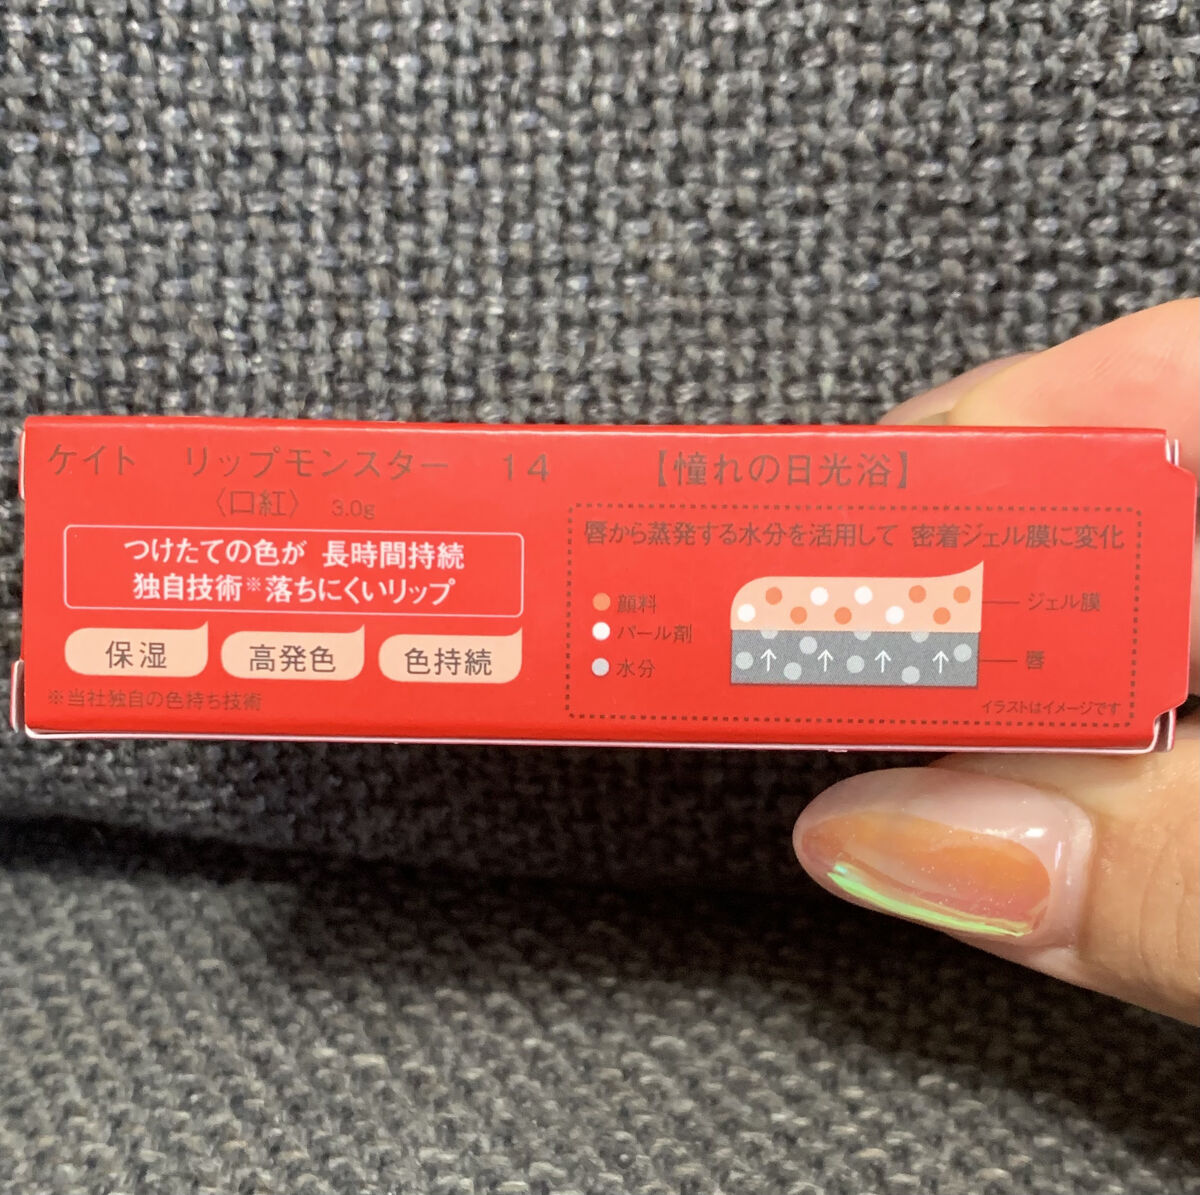 ケイト リップモンスター 14 【憧れの日光浴】
〈口紅〉 3.0g
つけたての色が 長時間持続
独自技術※落ちにくいリップ
保湿 高発色 色持続
※当社独自の色持ち技術
唇から蒸発する水分を活用して 密着ジェル膜に変化
顔料
パール剤
水分
ジェル膜
唇
イラストはイメージです